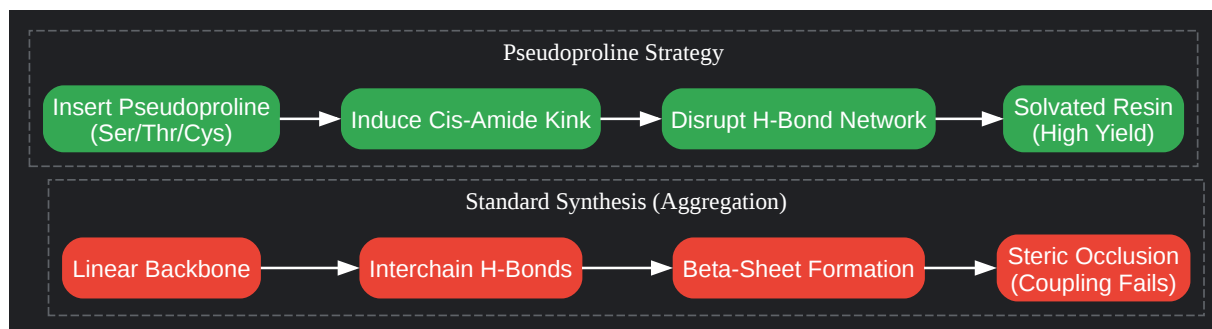 Pseudoproline Strategy
Insert Pseudoproline
(Ser/Thr/Cys)
Induce Cis-Amide Kink
Disrupt H-Bond Network
Solvated Resin
(High Yield)
Standard Synthesis (Aggregation)
Linear Backbone
Interchain H-Bonds
Beta-Sheet Formation
Steric Occlusion
(Coupling Fails)